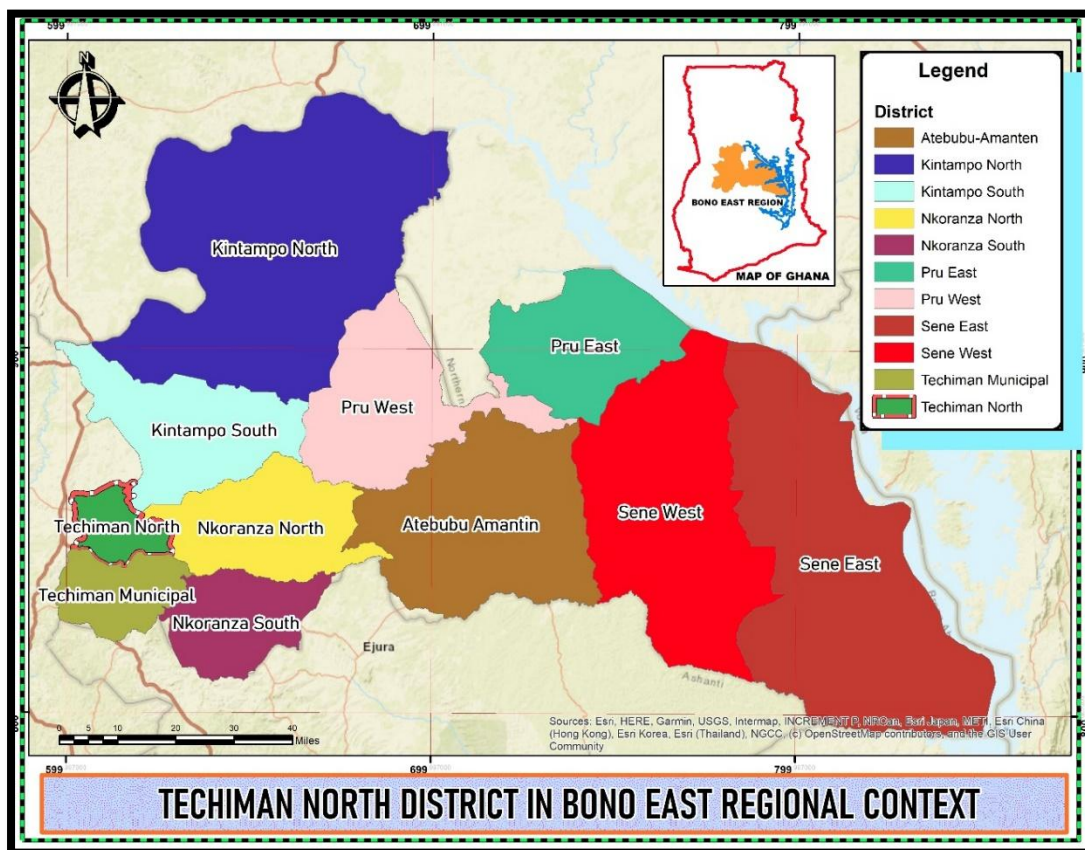 599
699
799
N
Legend
District
Atebubu-Amanten
Kintampo North
Kintampo South
Nkoranza North
Nkoranza South
Pru East
Pru West
Sene East
Sene West
Techiman Municipal
Techiman North
BONO EAST REGION
MAP OF GHANA
Kintampo North
Pru East
Northern
Pru West
Kintampo South
Techiman North
Nkoranza North
Atebubu Amantin
Sene West
Sene East
Techiman Municipal
Nkoranza South
Ejura
Ashanti
0 5 10 20 30 40
Miles
Sources: Esri, HERE, Garmin, USGS, Intermap, INCREMENT P, NRCan, Esri Japan, METI, Esri China
(Hong Kong), Esri Korea, Esri (Thailand), NGCC, (c) OpenStreetMap contributors, and the GIS User
Community
599
699
799
TECHIMAN NORTH DISTRICT IN BONO EAST REGIONAL CONTEXT